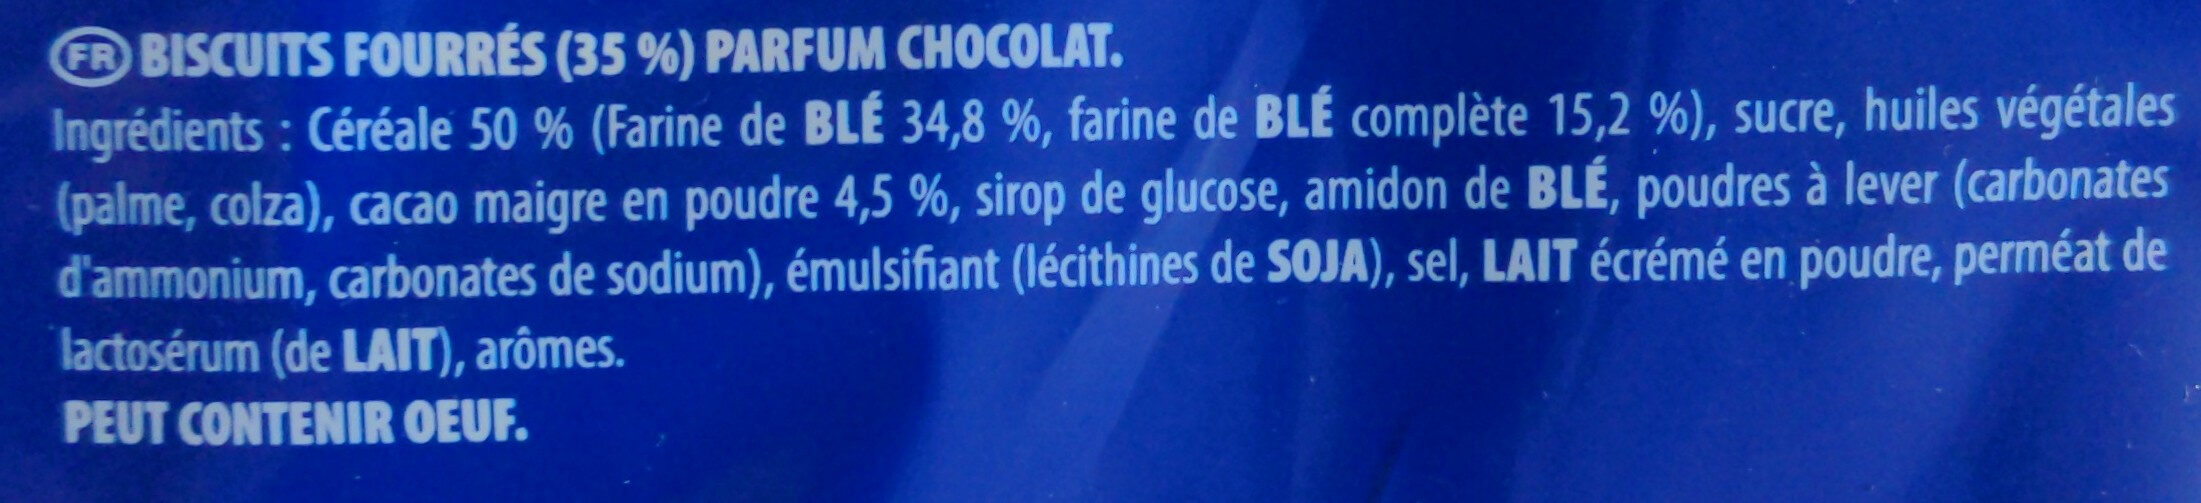 FR BISCUITS FOURRÉS (35 %) PARFUM CHOCOLAT.
Ingrédients : Céréale 50 % (Farine de BLÉ 34,8 %, farine de BLÉ complète 15,2 %), sucre, huiles végétales
(palme, colza), cacao maigre en poudre 4,5 %, sirop de glucose, amidon de BLÉ, poudres à lever (carbonates
d'ammonium, carbonates de sodium), émulsifiant (lécithines de SOJA), sel, LAIT écrémé en poudre, perméat de
lactosérum (de LAIT), arômes.
PEUT CONTENIR OEUF.